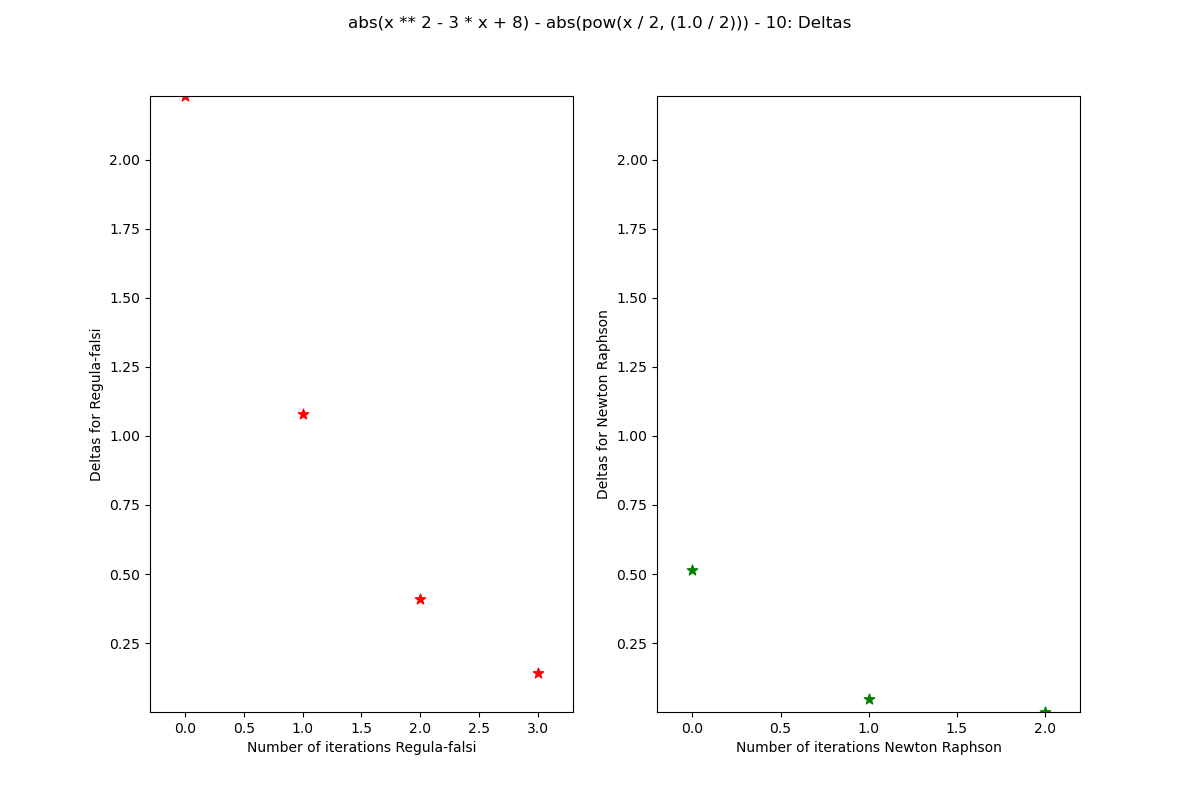 abs(x ** 2 - 3 * x + 8) - abs(pow(x / 2, (1.0 / 2))) - 10: Deltas
Deltas for Regula-falsi
2.00
1.75
1.50
1.25
1.00
0.75
0.50
0.25
0.0 0.5 1.0 1.5 2.0 2.5 3.0
Number of iterations Regula-falsi
Deltas for Newton Raphson
2.00
1.75
1.50
1.25
1.00
0.75
0.50
0.25
0.0 0.5 1.0 1.5 2.0
Number of iterations Newton Raphson